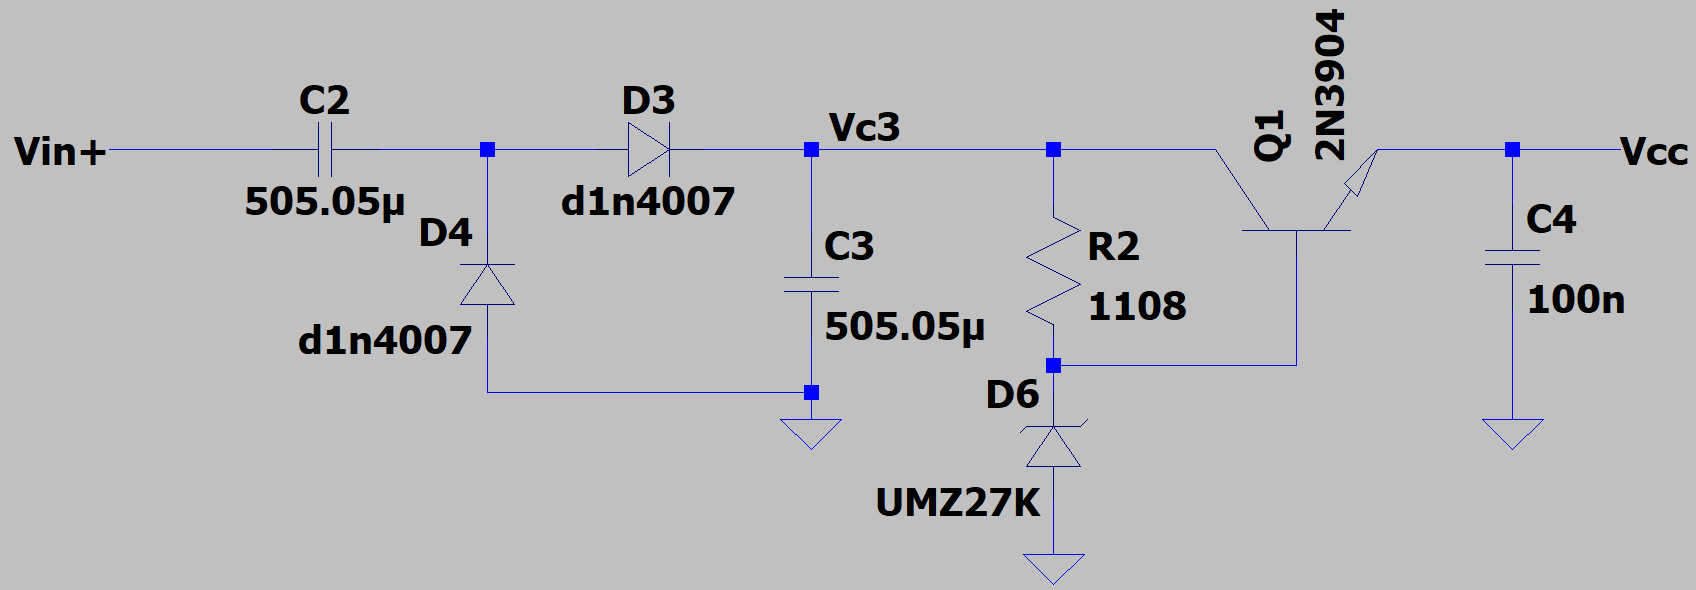 C2
D3
Vin+
Vc3
Q1
2N3904
Vcc
505.05µ
d1n4007
D4
C3
R2
C4
1108
100n
d1n4007
505.05µ
D6
UMZ27K